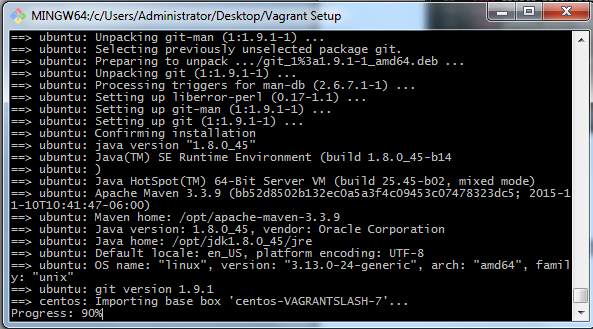 MINGW64:/c/Users/Administrator/Desktop/Vagrant Setup
==> ubuntu: Unpacking git-man (1:1.9.1-1) ...
==> ubuntu: Selecting previously unselected package git.
==> ubuntu: Preparing to unpack .../git_1%3a1.9.1-1_amd64.deb ...
==> ubuntu: Unpacking git (1:1.9.1-1) ...
==> ubuntu: Processing triggers for man-db (2.6.7.1-1) ...
==> ubuntu: Setting up liberror-perl (0.17-1.1) ...
==> ubuntu: Setting up git-man (1:1.9.1-1) ...
==> ubuntu: Setting up git (1:1.9.1-1) ...
==> ubuntu: Confirming installation
==> ubuntu: java version "1.8.0_45"
==> ubuntu: Java(TM) SE Runtime Environment (build 1.8.0_45-b14
==> ubuntu: )
==> ubuntu: Java HotSpot(TM) 64-Bit Server VM (build 25.45-b02, mixed mode)
==> ubuntu: Apache Maven 3.3.9 (bb52d8502b132ec0a5a3f4c09453c07478323dc5; 2015-1
1-10T10:41:47-06:00)
==> ubuntu: Maven home: /opt/apache-maven-3.3.9
==> ubuntu: Java version: 1.8.0_45, vendor: Oracle Corporation
==> ubuntu: Java home: /opt/jdk1.8.0_45/jre
==> ubuntu: Default locale: en_US, platform encoding: UTF-8
==> ubuntu: OS name: "linux", version: "3.13.0-24-generic", arch: "amd64", famil
y: "unix"
==> ubuntu: git version 1.9.1
==> centos: Importing base box 'centos-VAGRANTSLASH-7'...
Progress: 90%